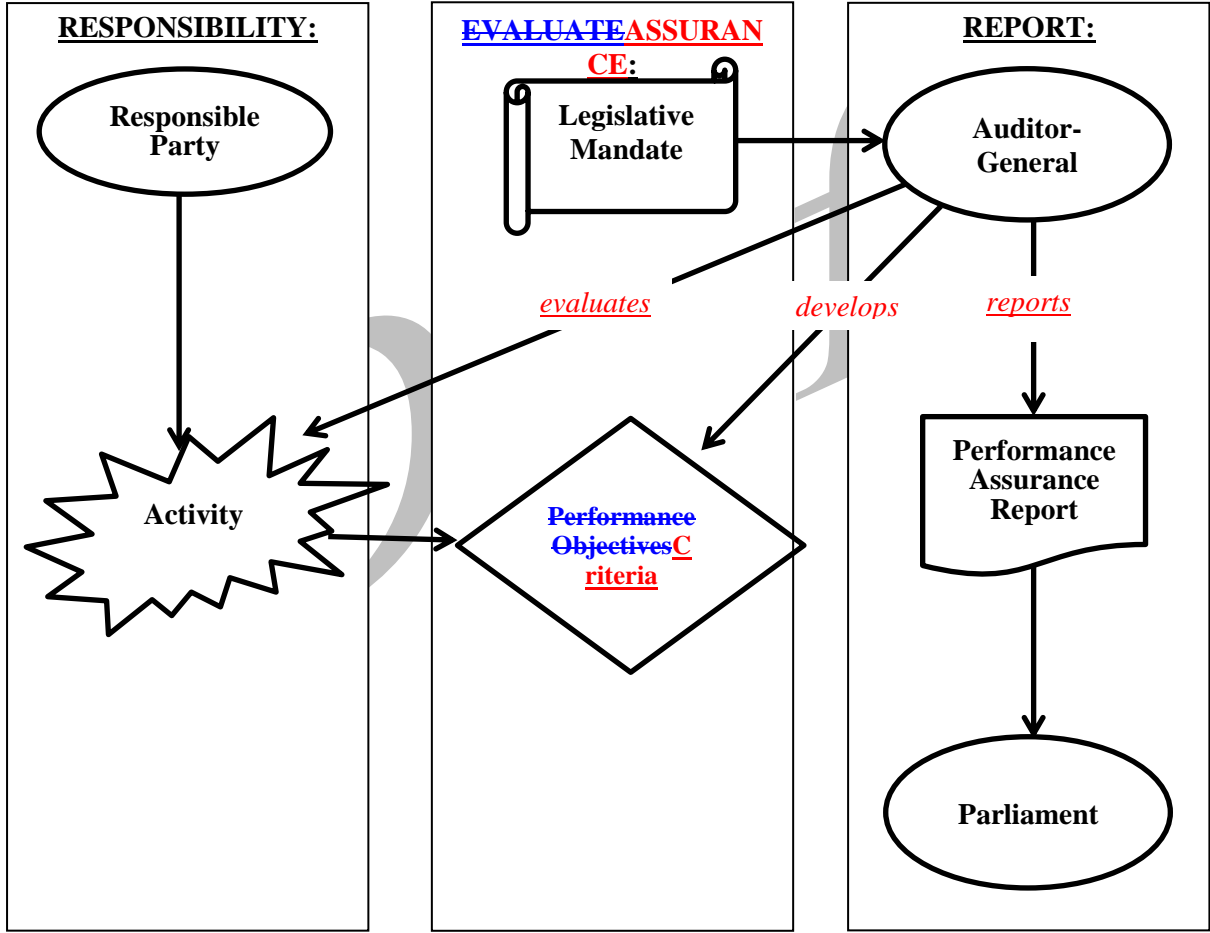 RESPONSIBILITY:
Responsible
Party
Activity
EVALUATEASSURAN
CE:
Legislative
Mandate
evaluates
develops
reports
Performance
ObjectivesC
riteria
REPORT:
Auditor-
General
Performance
Assurance
Report
Parliament